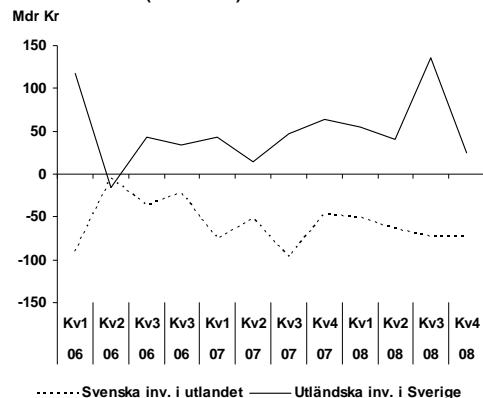 Mdr Kr
150
100
50
0
-50
-100
-150
Kv1 Kv2 Kv3 Kv3 Kv1 Kv2 Kv3 Kv4 Kv1 Kv2 Kv3 Kv4
06 06 06 06 07 07 07 07 08 08 08 08
Svenska inv. i utlandet Utländska inv. i Sverige